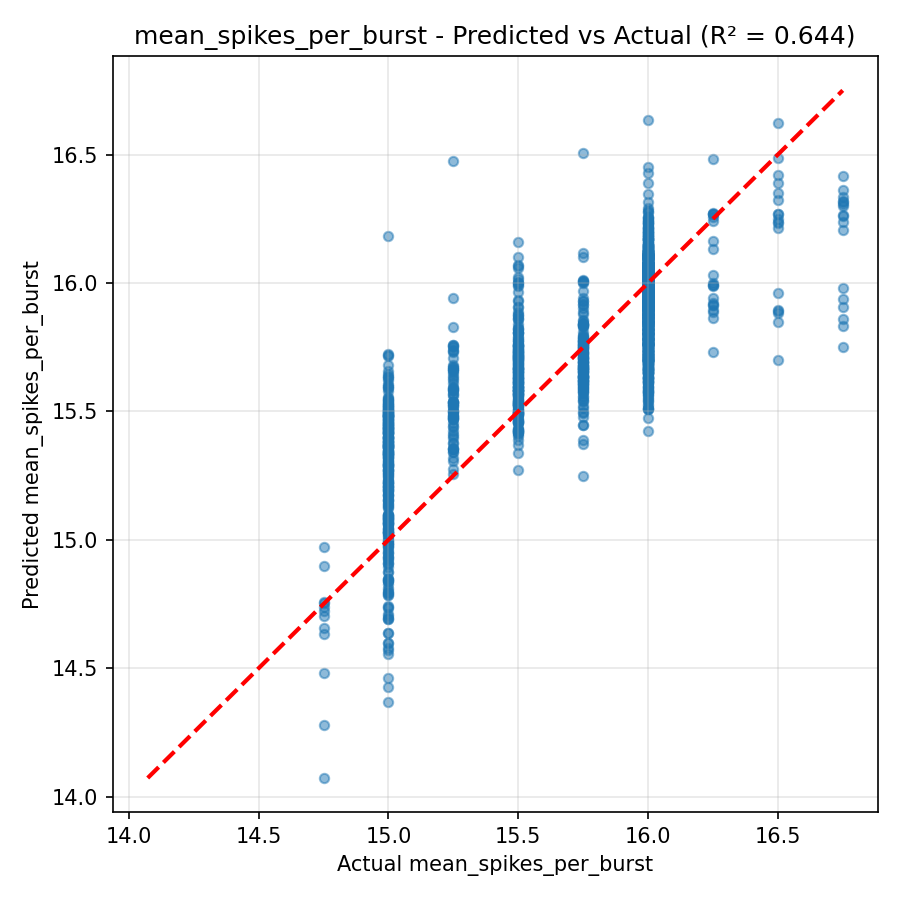 mean_spikes_per_burst - Predicted vs Actual (R² = 0.644)
Predicted mean_spikes_per_burst
16.5
16.0
15.5
15.0
14.5
14.0
14.0 14.5 15.0 15.5 16.0 16.5
Actual mean_spikes_per_burst